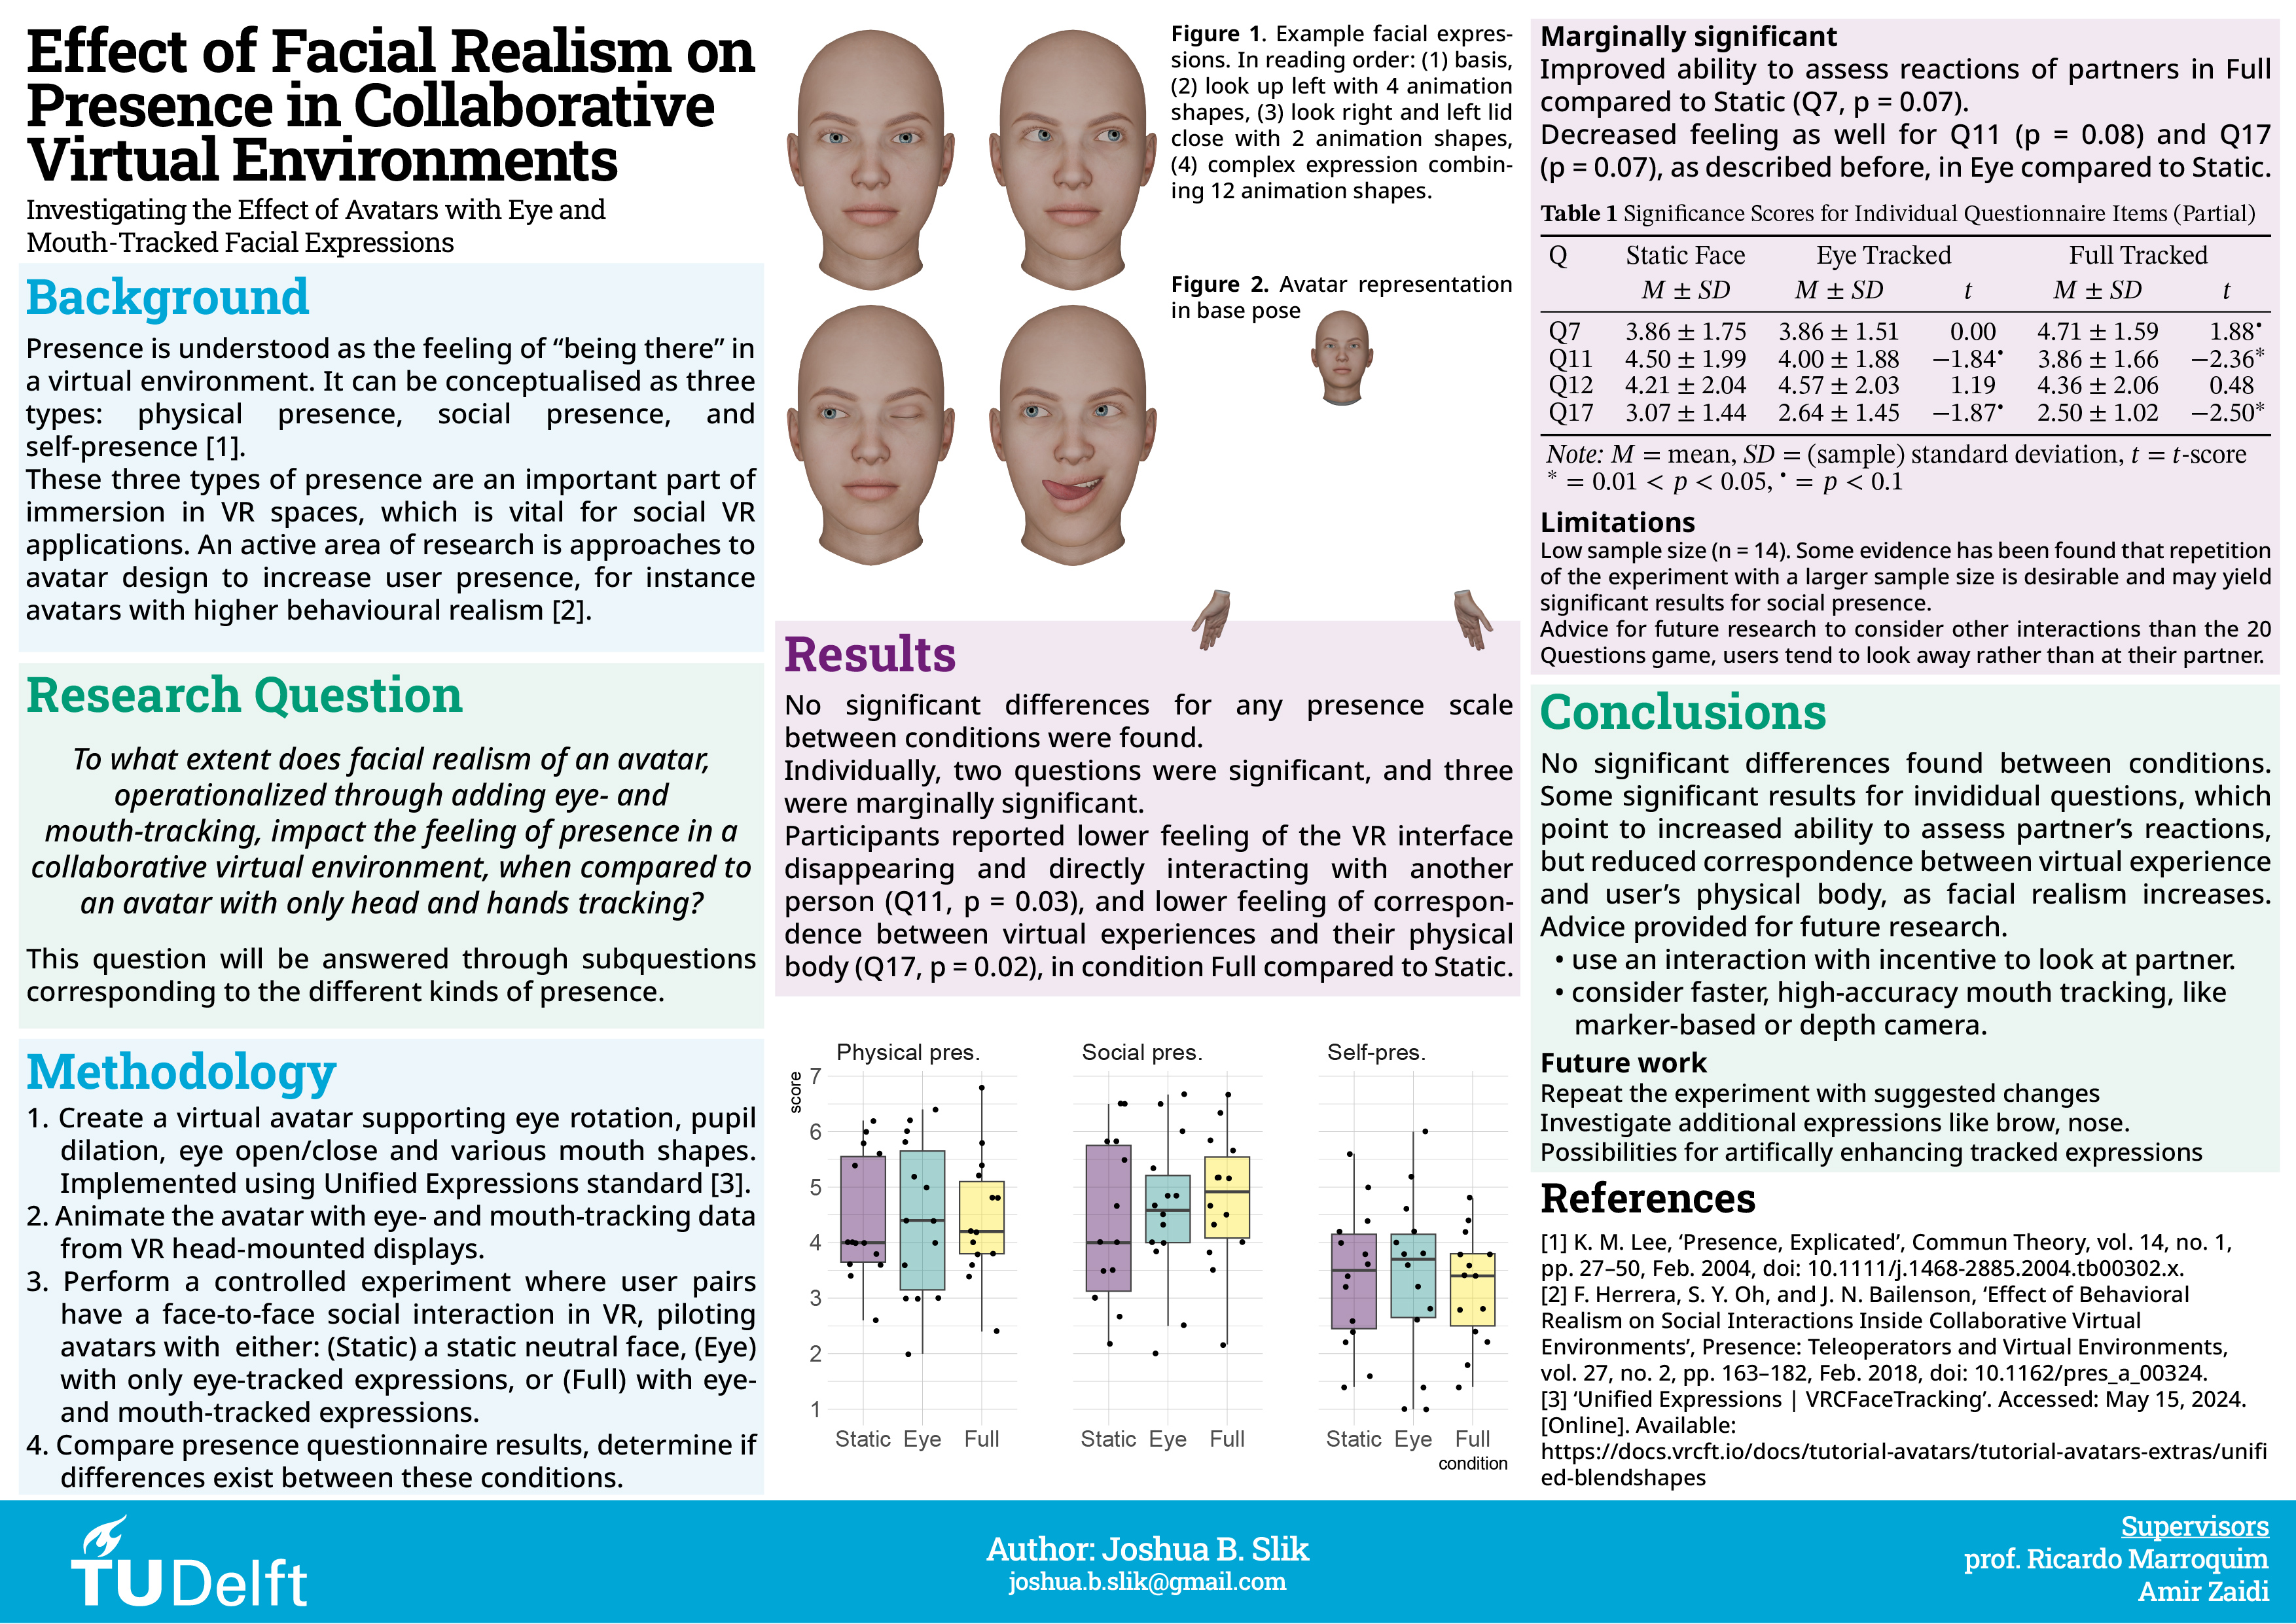 Effect of Facial Realism on
Presence in Collaborative
Virtual Environments
Investigating the Effect of Avatars with Eye and
Mouth-Tracked Facial Expressions
Background
Presence is understood as the feeling of “being there” in
a virtual environment. It can be conceptualised as three
types: physical presence, social presence, and
self-presence [1].
These three types of presence are an important part of
immersion in VR spaces, which is vital for social VR
applications. An active area of research is approaches to
avatar design to increase user presence, for instance
avatars with higher behavioural realism [2].
Research Question
To what extent does facial realism of an avatar,
operationalized through adding eye- and
mouth-tracking, impact the feeling of presence in a
collaborative virtual environment, when compared to
an avatar with only head and hands tracking?
This question will be answered through subquestions
corresponding to the different kinds of presence.
Methodology
1. Create a virtual avatar supporting eye rotation, pupil
dilation, eye open/close and various mouth shapes.
Implemented using Unified Expressions standard [3].
2. Animate the avatar with eye- and mouth-tracking data
from VR head-mounted displays.
3. Perform a controlled experiment where user pairs
have a face-to-face social interaction in VR, piloting
avatars with either: (Static) a static neutral face, (Eye)
with only eye-tracked expressions, or (Full) with eye-
and mouth-tracked expressions.
4. Compare presence questionnaire results, determine if
differences exist between these conditions.
Figure 1. Example facial expres-
sions. In reading order: (1) basis,
(2) look up left with 4 animation
shapes, (3) look right and left lid
close with 2 animation shapes,
(4) complex expression combin-
ing 12 animation shapes.
Figure 2. Avatar representation
in base pose
Results
No significant differences for any presence scale
between conditions were found.
Individually, two questions were significant, and three
were marginally significant.
Participants reported lower feeling of the VR interface
disappearing and directly interacting with another
person (Q11, p = 0.03), and lower feeling of correspon-
dence between virtual experiences and their physical
body (Q17, p = 0.02), in condition Full compared to Static.
Physical pres. Social pres. Self-pres.
score
7
6
5
4
3
2
1
Static Eye Full Static Eye Full Static Eye Full
condition
Marginally significant
Improved ability to assess reactions of partners in Full
compared to Static (Q7, p = 0.07).
Decreased feeling as well for Q11 (p = 0.08) and Q17
(p = 0.07), as described before, in Eye compared to Static.
Table 1 Significance Scores for Individual Questionnaire Items (Partial)
Q Static Face Eye Tracked Full Tracked
M ± SD M ± SD t M ± SD t
Q7 3.86 ± 1.75 3.86 ± 1.51 0.00 4.71 ± 1.59 1.88•
Q11 4.50 ± 1.99 4.00 ± 1.88 −1.84• 3.86 ± 1.66 −2.36*
Q12 4.21 ± 2.04 4.57 ± 2.03 1.19 4.36 ± 2.06 0.48
Q17 3.07 ± 1.44 2.64 ± 1.45 −1.87• 2.50 ± 1.02 −2.50*
Note: M = mean, SD = (sample) standard deviation, t = t-score
* = 0.01 < p < 0.05, • = p < 0.1
Limitations
Low sample size (n = 14). Some evidence has been found that repetition
of the experiment with a larger sample size is desirable and may yield
significant results for social presence.
Advice for future research to consider other interactions than the 20
Questions game, users tend to look away rather than at their partner.
Conclusions
No significant differences found between conditions.
Some significant results for invididual questions, which
point to increased ability to assess partner’s reactions,
but reduced correspondence between virtual experience
and user’s physical body, as facial realism increases.
Advice provided for future research.
• use an interaction with incentive to look at partner.
• consider faster, high-accuracy mouth tracking, like
marker-based or depth camera.
Future work
Repeat the experiment with suggested changes
Investigate additional expressions like brow, nose.
Possibilities for artifically enhancing tracked expressions
References
[1] K. M. Lee, ‘Presence, Explicated’, Commun Theory, vol. 14, no. 1,
pp. 27–50, Feb. 2004, doi: 10.1111/j.1468-2885.2004.tb00302.x.
[2] F. Herrera, S. Y. Oh, and J. N. Bailenson, ‘Effect of Behavioral
Realism on Social Interactions Inside Collaborative Virtual
Environments’, Presence: Teleoperators and Virtual Environments,
vol. 27, no. 2, pp. 163–182, Feb. 2018, doi: 10.1162/pres_a_00324.
[3] ‘Unified Expressions | VRCFaceTracking’. Accessed: May 15, 2024.
[Online]. Available:
https://docs.vrcft.io/docs/tutorial-avatars/tutorial-avatars-extras/unifi
ed-blendshapes
TU Delft
Author: Joshua B. Slik
joshua.b.slik@gmail.com
Supervisors
prof. Ricardo Marroquim
Amir Zaidi